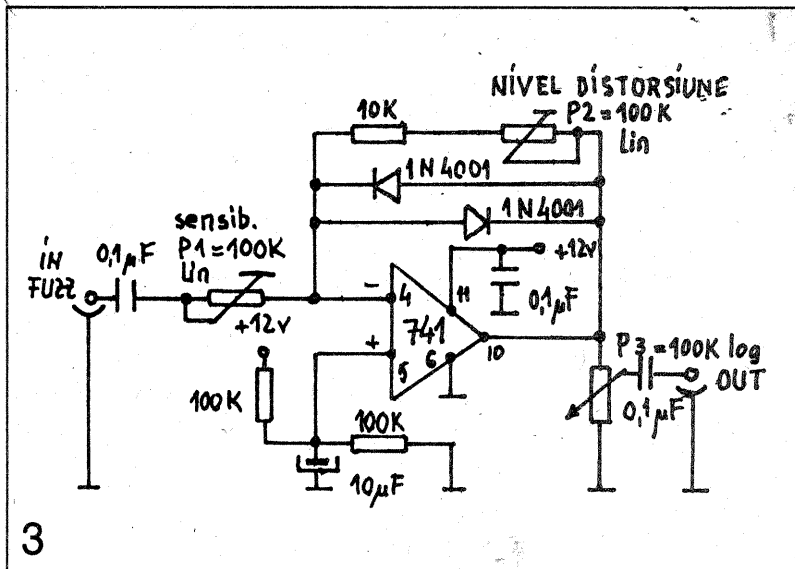 NIVEL DISTORSIUNE
P2=100K
Lin
10K
1N4001
1N4001
sensib.
P1=100K
Lin
0,1µF
IN
FUZZ
+12v
+12v
0,1µF
-
4
11
741
+
5
6
10
100K
100K
10µF
P3=100K log
OUT
0,1µF
3